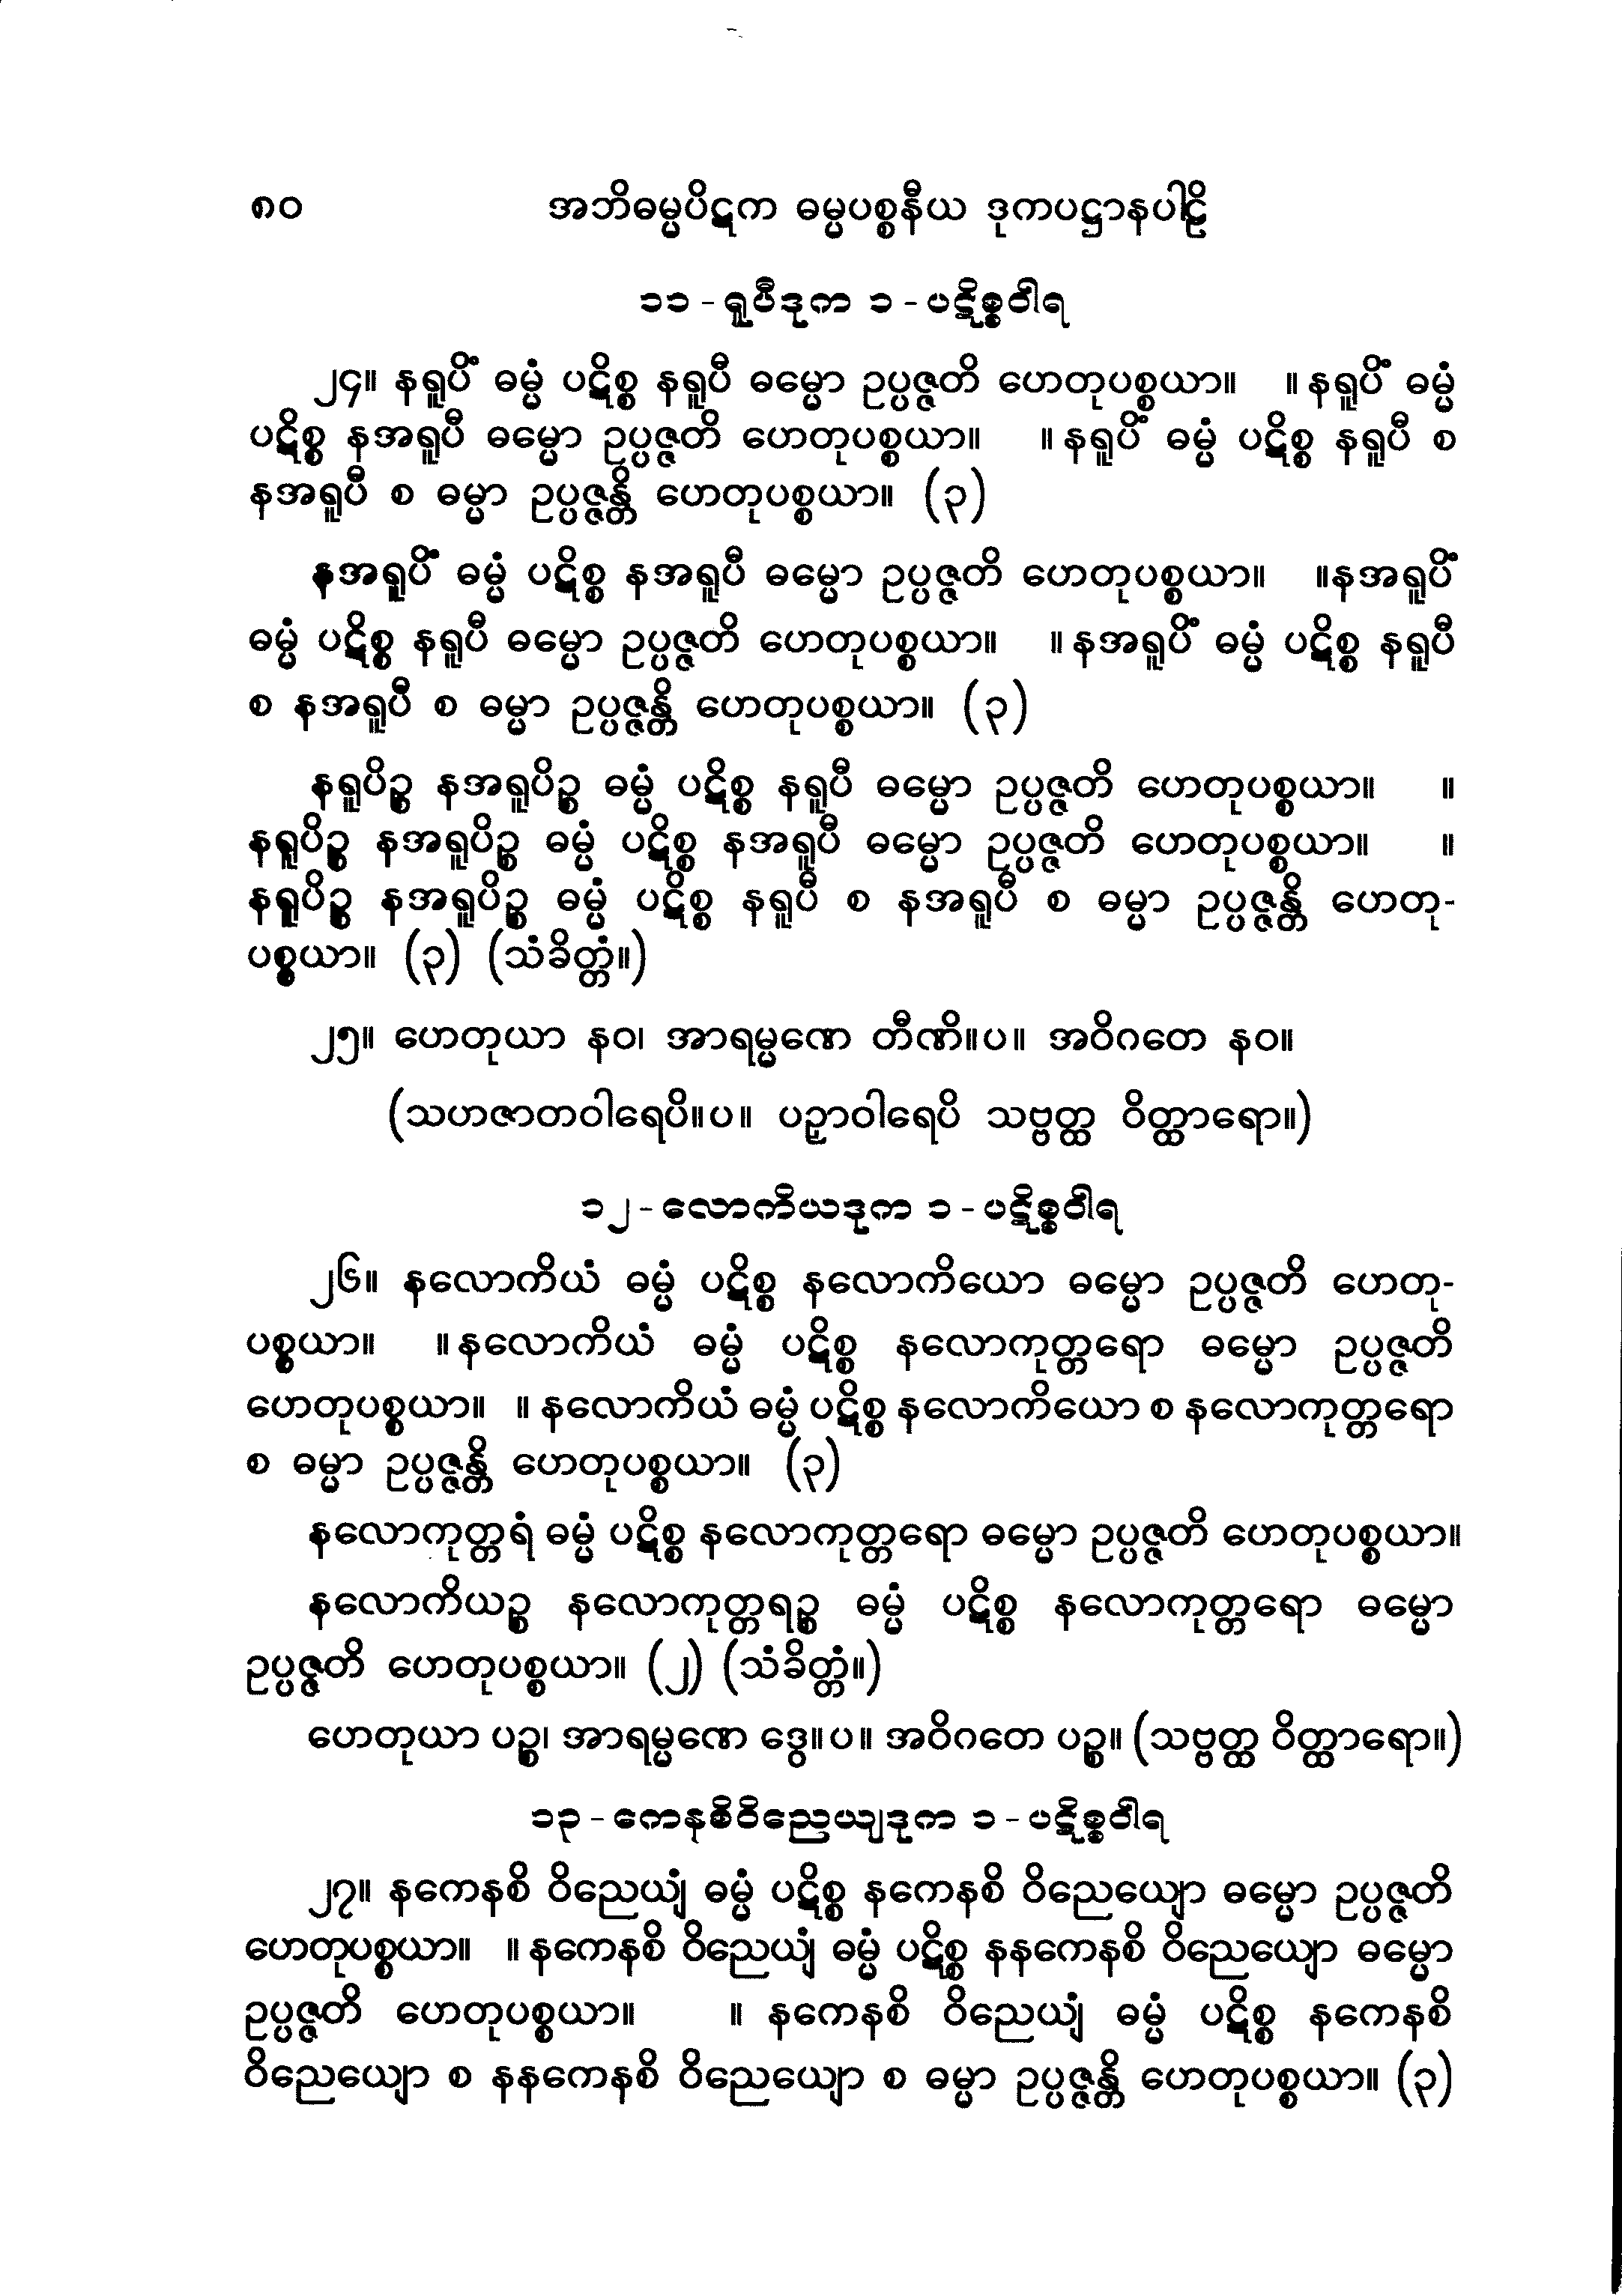 ၈၀ အဘိဓမ္မပိဋက ဓမ္မပစ္စနီယ ဒုကပဋ္ဌာနပါဠိ
၁၁ - ရူပီဒုက ၁ - ပဋိစ္စဝါရ
၂၄။ နရူပိံ ဓမ္မံ ပဋိစ္စ နရူပီ ဓမ္မော ဥပ္ပဇ္ဇတိ ဟေတုပစ္စယာ။ ။ နရူပိံ ဓမ္မံ
ပဋိစ္စ နအရူပီ ဓမ္မော ဥပ္ပဇ္ဇတိ ဟေတုပစ္စယာ။ ။ နရူပိံ ဓမ္မံ ပဋိစ္စ နရူပီ စ
နအရူပီ စ ဓမ္မာ ဥပ္ပဇ္ဇန္တိ ဟေတုပစ္စယာ။ (၃)
နအရူပိံ ဓမ္မံ ပဋိစ္စ နအရူပီ ဓမ္မော ဥပ္ပဇ္ဇတိ ဟေတုပစ္စယာ။ ။နအရူပိံ
ဓမ္မံ ပဋိစ္စ နရူပီ ဓမ္မော ဥပ္ပဇ္ဇတိ ဟေတုပစ္စယာ။ ။ နအရူပိံ ဓမ္မံ ပဋိစ္စ နရူပီ
စ နအရူပီ စ ဓမ္မာ ဥပ္ပဇ္ဇန္တိ ဟေတုပစ္စယာ။ (၃)
နရူပိဉ္စ နအရူပိဉ္စ ဓမ္မံ ပဋိစ္စ နရူပီ ဓမ္မော ဥပ္ပဇ္ဇတိ ဟေတုပစ္စယာ။ ။
နရူပိဉ္စ နအရူပိဉ္စ ဓမ္မံ ပဋိစ္စ နအရူပီ ဓမ္မော ဥပ္ပဇ္ဇတိ ဟေတုပစ္စယာ။ ။
နရူပိဉ္စ နအရူပိဉ္စ ဓမ္မံ ပဋိစ္စ နရူပီ စ နအရူပီ စ ဓမ္မာ ဥပ္ပဇ္ဇန္တိ ဟေတု-
ပစ္စယာ။ (၃) (သံခိတ္တံ။)
၂၅။ ဟေတုယာ နဝ၊ အာရမ္မဏေ တီဏိ။ပ။ အဝိဂတေ နဝ။
(သဟဇာတဝါရေပိ။ပ။ ပဉှာဝါရေပိ သဗ္ဗတ္ထ ဝိတ္ထာရော။)
၁၂ - လောကိယဒုက ၁ - ပဋိစ္စဝါရ
၂၆။ နလောကိယံ ဓမ္မံ ပဋိစ္စ နလောကိယော ဓမ္မော ဥပ္ပဇ္ဇတိ ဟေတု-
ပစ္စယာ။ ။ နလောကိယံ ဓမ္မံ ပဋိစ္စ နလောကုတ္တရော ဓမ္မော ဥပ္ပဇ္ဇတိ
ဟေတုပစ္စယာ။ ။ နလောကိယံ ဓမ္မံ ပဋိစ္စ နလောကိယော စ နလောကုတ္တရော
စ ဓမ္မာ ဥပ္ပဇ္ဇန္တိ ဟေတုပစ္စယာ။ (၃)
နလောကုတ္တရံ ဓမ္မံ ပဋိစ္စ နလောကုတ္တရော ဓမ္မော ဥပ္ပဇ္ဇတိ ဟေတုပစ္စယာ။
နလောကိယဉ္စ နလောကုတ္တရဉ္စ ဓမ္မံ ပဋိစ္စ နလောကုတ္တရော ဓမ္မော
ဥပ္ပဇ္ဇတိ ဟေတုပစ္စယာ။ (၂) (သံခိတ္တံ။)
ဟေတုယာ ပဉ္စ၊ အာရမ္မဏေ ဒွေ။ပ။ အဝိဂတေ ပဉ္စ။ (သဗ္ဗတ္ထ ဝိတ္ထာရော။)
၁၃ - ကေနစိဝိညေယျဒုက ၁ - ပဋိစ္စဝါရ
၂၇။ နကေနစိ ဝိညေယျံ ဓမ္မံ ပဋိစ္စ နကေနစိ ဝိညေယျော ဓမ္မော ဥပ္ပဇ္ဇတိ
ဟေတုပစ္စယာ။ ။ နကေနစိ ဝိညေယျံ ဓမ္မံ ပဋိစ္စ နနကေနစိ ဝိညေယျော ဓမ္မော
ဥပ္ပဇ္ဇတိ ဟေတုပစ္စယာ။ ။ နကေနစိ ဝိညေယျံ ဓမ္မံ ပဋိစ္စ နကေနစိ
ဝိညေယျော စ နနကေနစိ ဝိညေယျော စ ဓမ္မာ ဥပ္ပဇ္ဇန္တိ ဟေတုပစ္စယာ။ (၃)